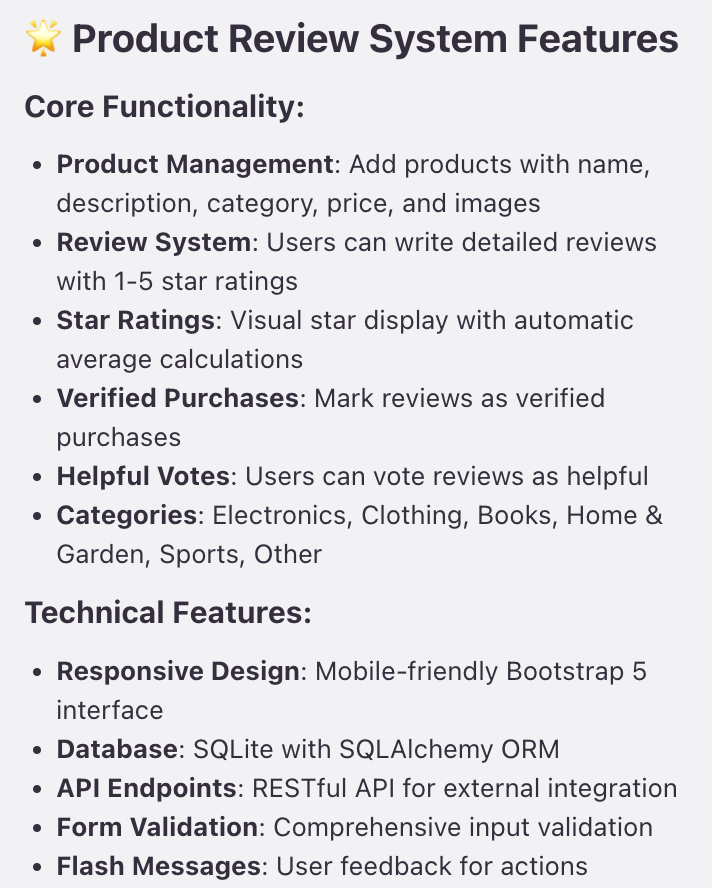 🌟 Product Review System Features
Core Functionality:
• Product Management: Add products with name,
description, category, price, and images
• Review System: Users can write detailed reviews
with 1-5 star ratings
• Star Ratings: Visual star display with automatic
average calculations
• Verified Purchases: Mark reviews as verified
purchases
• Helpful Votes: Users can vote reviews as helpful
• Categories: Electronics, Clothing, Books, Home &
Garden, Sports, Other
Technical Features:
• Responsive Design: Mobile-friendly Bootstrap 5
interface
• Database: SQLite with SQLAlchemy ORM
• API Endpoints: RESTful API for external integration
• Form Validation: Comprehensive input validation
• Flash Messages: User feedback for actions